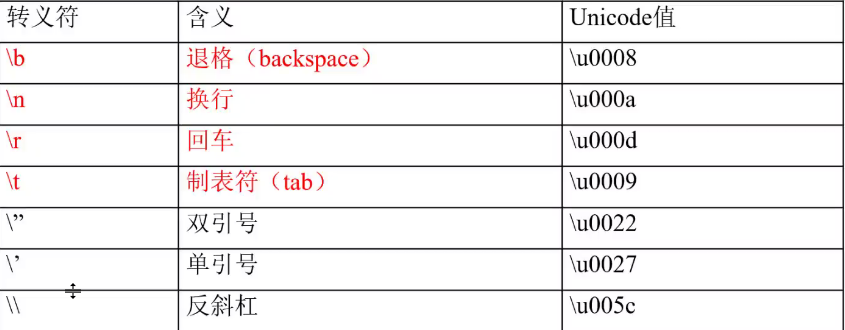 转义符 含义 Unicode值
\b 退格（backspace） \u0008
\n 换行 \u000a
\r 回车 \u000d
\t 制表符（tab） \u0009
\” 双引号 \u0022
\’ 单引号 \u0027
\\ 反斜杠 \u005c